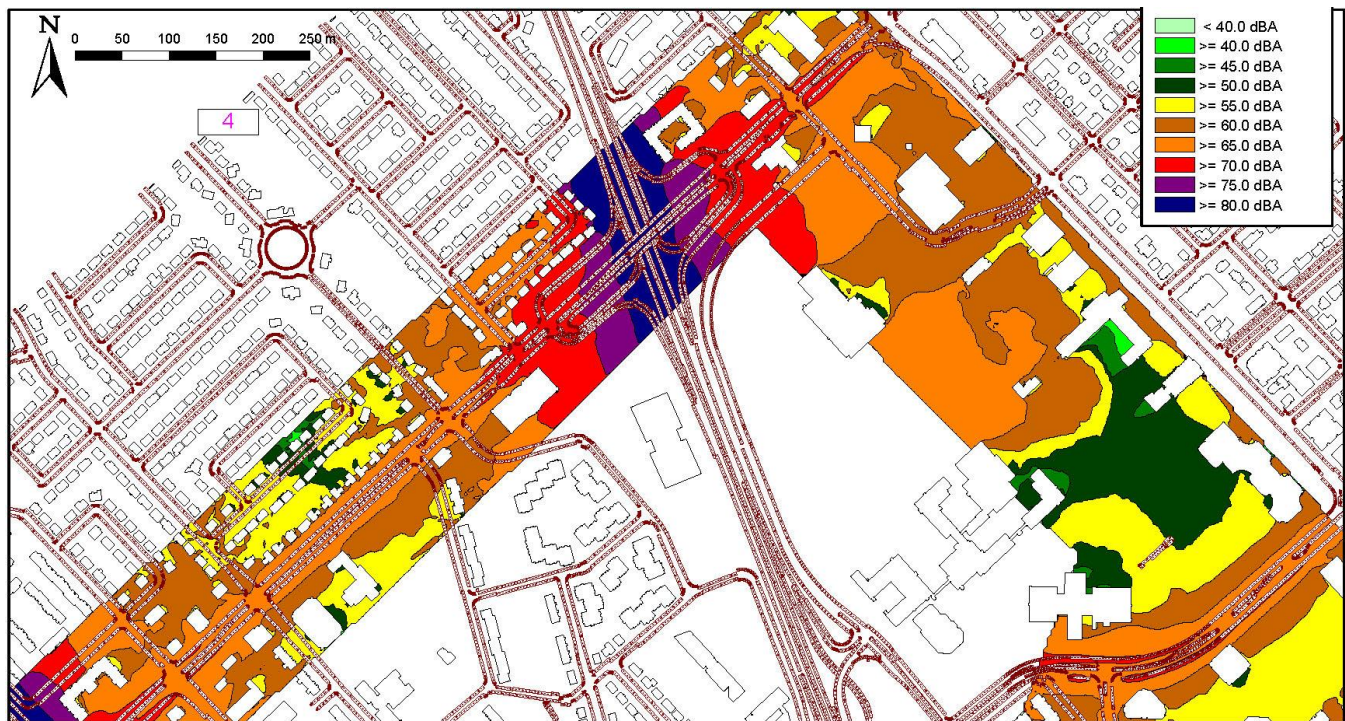 N
0 50 100 150 200 250 m
4
< 40.0 dBA
>= 40.0 dBA
>= 45.0 dBA
>= 50.0 dBA
>= 55.0 dBA
>= 60.0 dBA
>= 65.0 dBA
>= 70.0 dBA
>= 75.0 dBA
>= 80.0 dBA